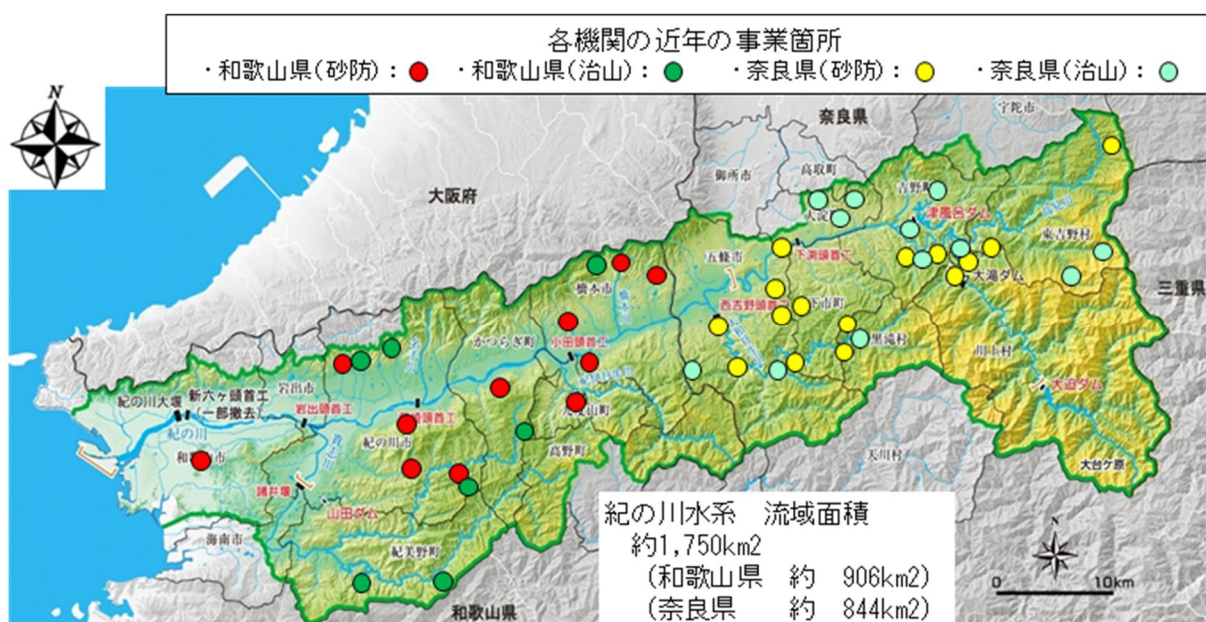 各機関の近年の事業箇所
・和歌山県(砂防)： ・和歌山県(治山)： ・奈良県(砂防)： ・奈良県(治山)：
N
奈良県
宇陀市
高取町
御所市
大阪府
吉野町
大淀町
津風呂ダム
高見川
東吉野村
下渕頭首工
五條市
大滝ダム
三重県
橋本市
橋本川
西吉野頭首工
下市町
黒滝村
かつらぎ町
小田頭首工
川上村
大迫ダム
岩出市
新六ヶ頭首工
(一部撤去)
紀の川大堰
岩出頭首工
紀の川
紀の川市
九度山町
高野町
和歌山市
貴志川
諸井堰
山田ダム
天川村
大台ケ原
海南市
紀美野町
和歌山県
紀の川水系 流域面積
約1,750km2
(和歌山県 約 906km2)
(奈良県 約 844km2)
N
0 10km